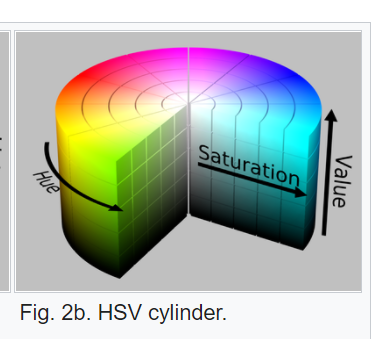 Hue
Saturation
Value
Fig. 2b. HSV cylinder.